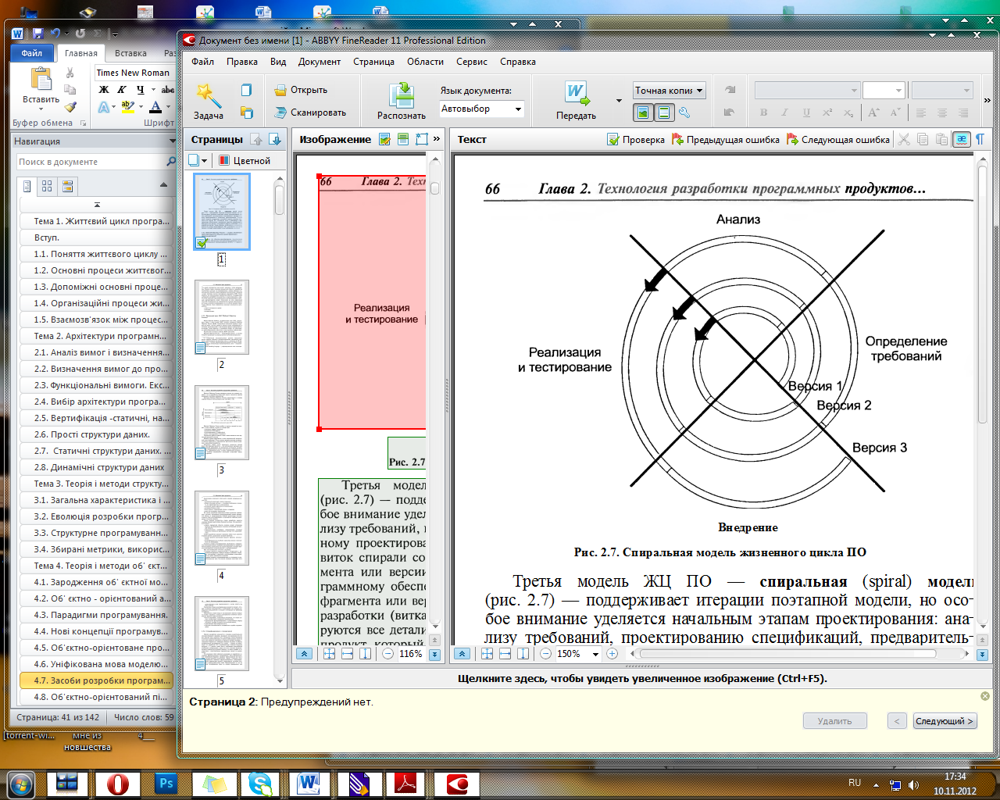 Файл
Главная
Вставка
Times New Roman
Вставить
Буфер обмена
Шрифт
Навигация
Поиск в документе
Тема 1. Життєвий цикл програ...
Вступ.
1.1. Поняття життєвого циклу ...
1.2. Основні процеси життєвог...
1.3. Допоміжні основні проце...
1.4. Організаційні процеси жи...
1.5. Взаємозв'язок між процес...
Тема 2. Архітектури програмн...
2.1. Аналіз вимог і визначення...
2.2. Визначення вимог до про...
2.3. Функціональні вимоги. Екс...
2.4. Вибір архітектури програ...
2.5. Вертифікація -статичні, на...
2.6. Прості структури даних.
2.7. Статичні структури даних. ...
2.8. Динамічні структури даних
Тема 3. Теорія і методи структу...
3.1. Загальна характеристика і ...
3.2. Еволюція розробки прогр...
3.3. Структурне програмуванн...
3.4. Збирані метрики, викорис...
Тема 4. Теорія і методи об' єкт...
4.1. Зародження об' єктної мо...
4.2. Об' єктно - орієнтований а...
4.3. Парадигми програмування.
4.4. Нові концепції програмув...
4.5. Об'єктно-орієнтоване про...
4.6. Уніфікована мова моделю...
4.7. Засоби розробки програм...
4.8. Об'єктно-орієнтований пі...
Страница: 41 из 142
Число слов: 59
Документ без имени [1] - ABBYY FineReader 11 Professional Edition
Файл Правка Вид Документ Страница Области Сервис Справка
Задача
Открыть
Сканировать
Распознать
Язык документа:
Автовыбор
Передать
Точная копия
Страницы
Цветной
1
2
3
4
5
Изображение
66 Глава 2.
Реализация
и тестирование
Рис. 2.7
Третья
(рис. 2.7) —
бое внимание
лизу требований,
ному
виток спирали
мента или
граммному
фрагмента или
разработки
руются все
продукт, который
116%
Текст
Проверка
Предыдущая ошибка
Следующая ошибка
66 Глава 2. Технология разработки программных продуктов...
Анализ
Реализация
и тестирование
Определение
требований
Версия 1
Версия 2
Версия 3
Внедрение
Рис. 2.7. Спиральная модель жизненного цикла ПО
Третья модель ЖЦ ПО — спиральная (spiral) модель
(рис. 2.7) — поддерживает итерации поэтапной модели, но осо-
бое внимание уделяется начальным этапам проектирования: ана-
лизу требований, проектированию спецификаций, предваритель-
150%
Щелкните здесь, чтобы увидеть увеличенное изображение (Ctrl+F5).
Страница 2: Предупреждений нет.
Удалить
<
Следующий >
[torrent-wi...
мне из
новшества
4__
RU
17:34
10.11.2012